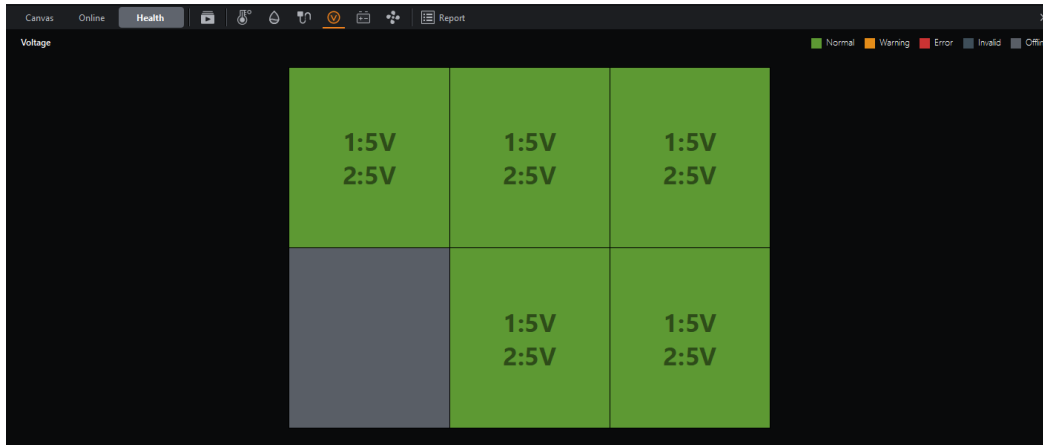 Canvas Online Health Report
Voltage Normal Warning Error Invalid Offlin
1:5V 1:5V 1:5V
2:5V 2:5V 2:5V
1:5V 1:5V
2:5V 2:5V